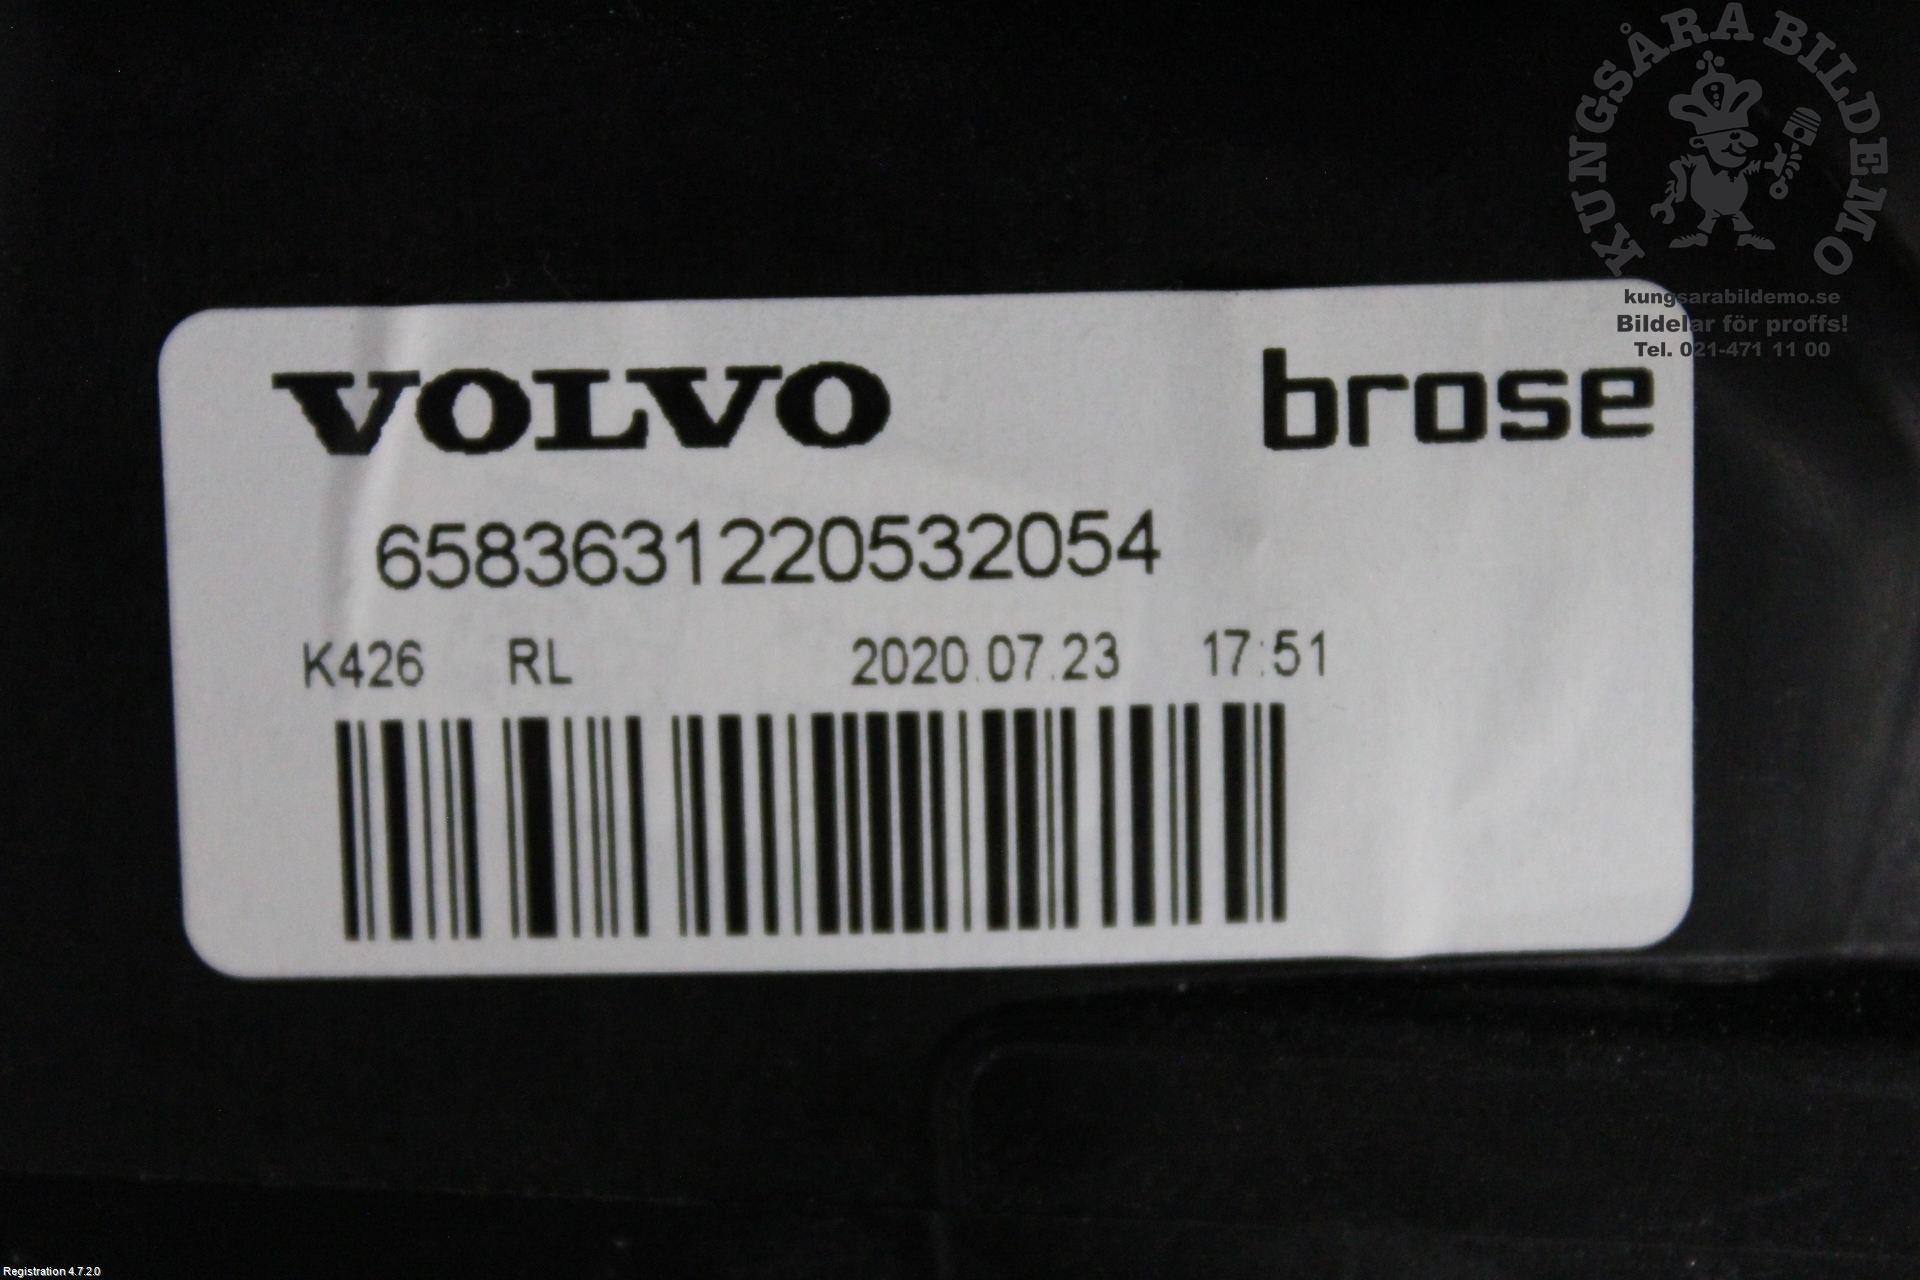 KUNGSÅRA BILDEMO
kungsarabildemo.se
Bildelar för proffs!
Tel. 021-471 11 00
VOLVO brose
6583631220532054
K426 RL 2020.07.23 17:51
Registration 4.7.2.0